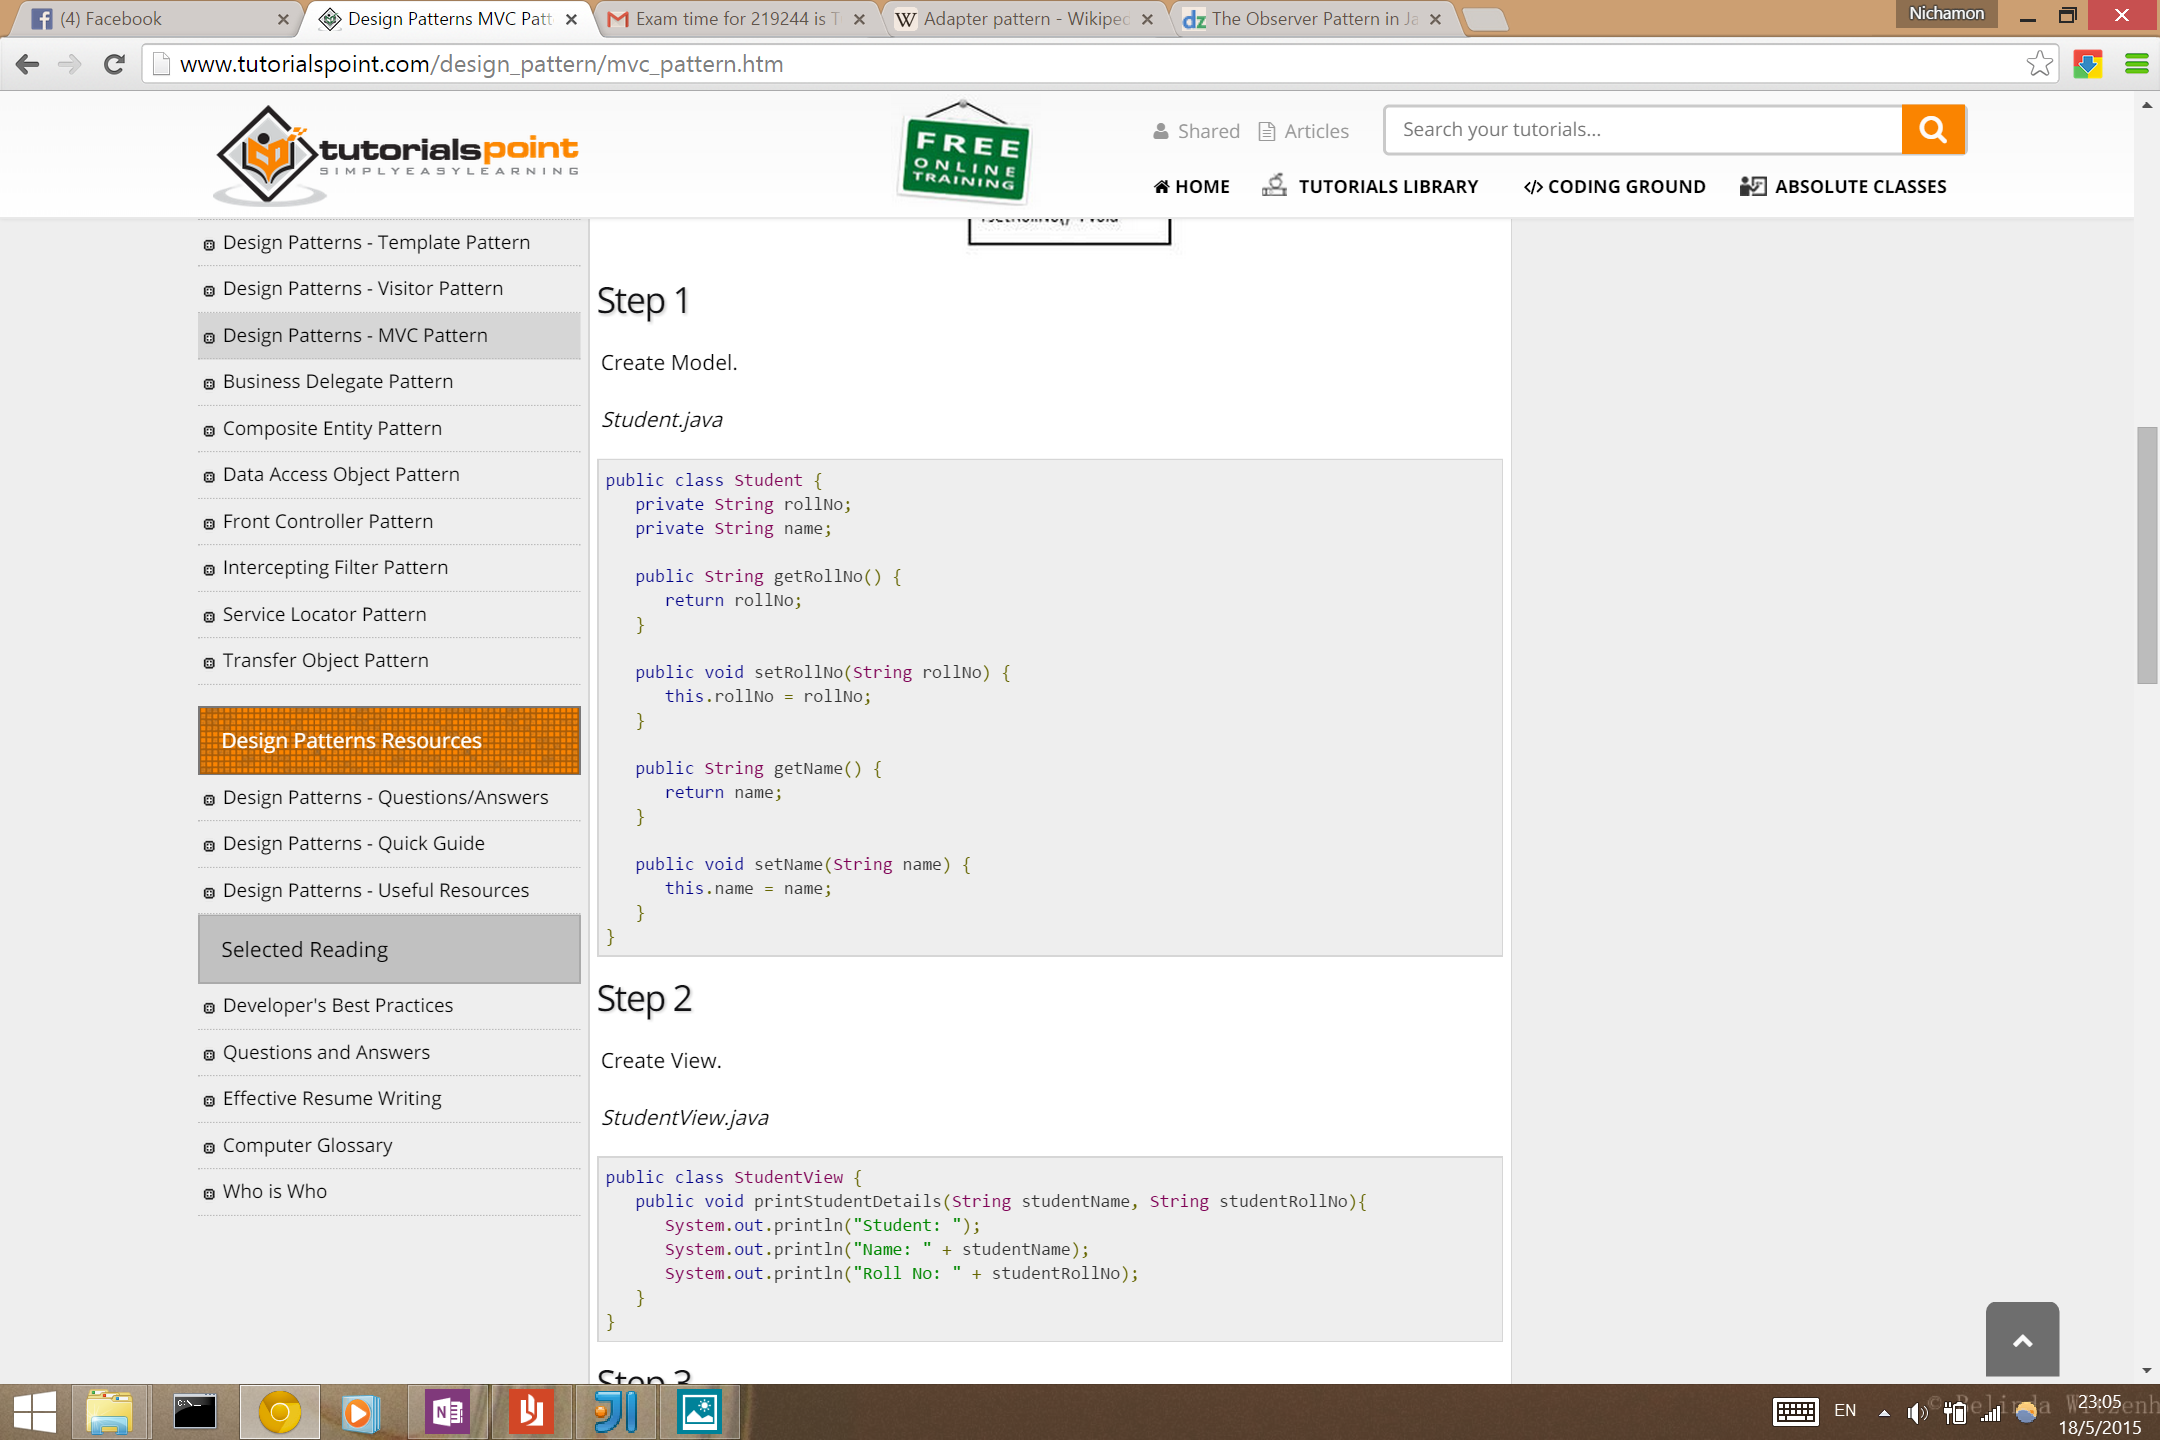 (4) Facebook
Design Patterns MVC Patt
Exam time for 219244 is T
Adapter pattern - Wikiped
The Observer Pattern in Ja
Nichamon
www.tutorialspoint.com/design_pattern/mvc_pattern.htm
tutorialspoint
SIMPLYEASYLEARNING
FREE
ONLINE
TRAINING
Shared
Articles
Search your tutorials...
HOME
TUTORIALS LIBRARY
</> CODING GROUND
ABSOLUTE CLASSES
Design Patterns - Template Pattern
Design Patterns - Visitor Pattern
Design Patterns - MVC Pattern
Business Delegate Pattern
Composite Entity Pattern
Data Access Object Pattern
Front Controller Pattern
Intercepting Filter Pattern
Service Locator Pattern
Transfer Object Pattern
Design Patterns Resources
Design Patterns - Questions/Answers
Design Patterns - Quick Guide
Design Patterns - Useful Resources
Selected Reading
Developer's Best Practices
Questions and Answers
Effective Resume Writing
Computer Glossary
Who is Who
Step 1
Create Model.
Student.java
public class Student {
private String rollNo;
private String name;
public String getRollNo() {
return rollNo;
}
public void setRollNo(String rollNo) {
this.rollNo = rollNo;
}
public String getName() {
return name;
}
public void setName(String name) {
this.name = name;
}
}
Step 2
Create View.
StudentView.java
public class StudentView {
public void printStudentDetails(String studentName, String studentRollNo){
System.out.println("Student: ");
System.out.println("Name: " + studentName);
System.out.println("Roll No: " + studentRollNo);
}
}
Step 3
EN
23:05
18/5/2015